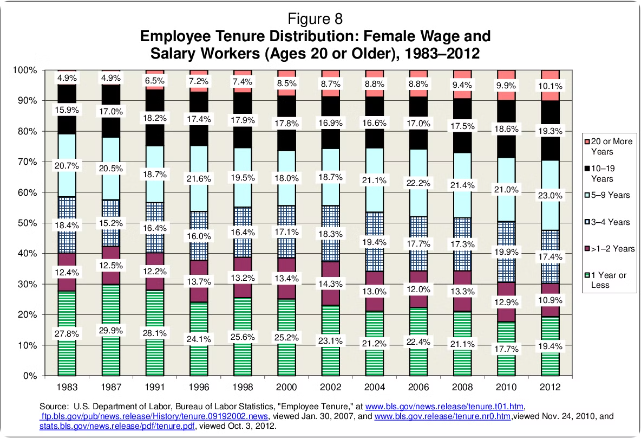 Figure 8
Employee Tenure Distribution: Female Wage and
Salary Workers (Ages 20 or Older), 1983–2012
100%
90%
80%
70%
60%
50%
40%
30%
20%
10%
0%
4.9% 4.9% 6.5% 7.2% 7.4% 8.5% 8.7% 8.8% 8.8% 9.4% 9.9% 10.1%
15.9% 17.0% 18.2% 17.4% 17.9% 17.8% 16.9% 16.6% 17.0% 17.5% 18.6% 19.3%
20.7% 20.5% 18.7% 21.6% 19.5% 18.0% 18.7% 21.1% 22.2% 21.4% 21.0% 23.0%
18.4% 15.2% 16.4% 16.0% 16.4% 17.1% 18.3% 19.4% 17.7% 17.3% 19.9% 17.4%
12.4% 12.5% 12.2% 13.7% 13.2% 13.4% 14.3% 13.0% 12.0% 13.3% 12.9% 10.9%
27.8% 29.9% 28.1% 24.1% 25.6% 25.2% 23.1% 21.2% 22.4% 21.1% 17.7% 19.4%
1983 1987 1991 1996 1998 2000 2002 2004 2006 2008 2010 2012
20 or More
Years
10–19
Years
5–9 Years
3–4 Years
>1–2 Years
1 Year or
Less
Source: U.S. Department of Labor, Bureau of Labor Statistics, "Employee Tenure," at www.bls.gov/news.release/tenure.t01.htm,
ftp.bls.gov/pub/news.release/History/tenure.09192002.news, viewed Jan. 30, 2007, and www.bls.gov/news.release/tenure.nr0.htm,viewed Nov. 24, 2010, and
stats.bls.gov/news.release/pdf/tenure.pdf, viewed Oct. 3, 2012.